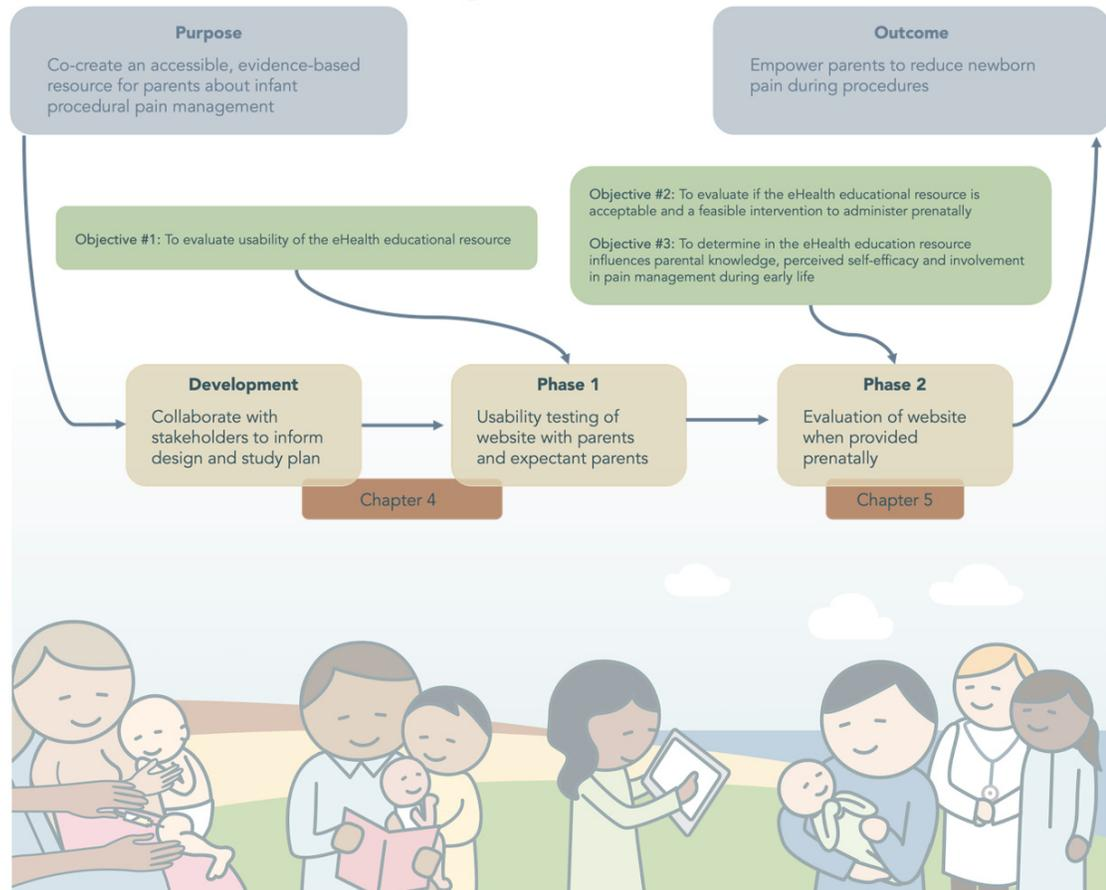 Purpose
Co-create an accessible, evidence-based
resource for parents about infant
procedural pain management
Outcome
Empower parents to reduce newborn
pain during procedures
Objective #1: To evaluate usability of the eHealth educational resource
Objective #2: To evaluate if the eHealth educational resource is
acceptable and a feasible intervention to administer prenatally
Objective #3: To determine in the eHealth education resource
influences parental knowledge, perceived self-efficacy and involvement
in pain management during early life
Development
Collaborate with
stakeholders to inform
design and study plan
Phase 1
Usability testing of
website with parents
and expectant parents
Phase 2
Evaluation of website
when provided
prenatally
Chapter 4
Chapter 5